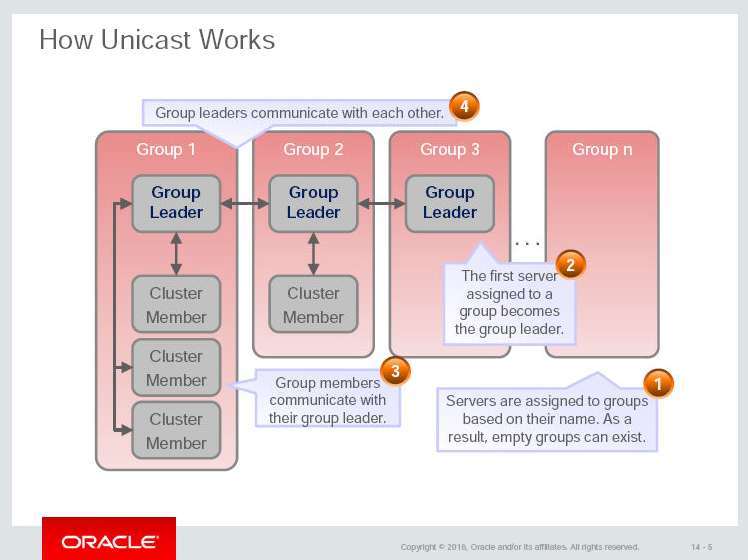 How Unicast Works
Group leaders communicate with each other.
4
Group 1
Group 2
Group 3
Group n
Group
Leader
Group
Leader
Group
Leader
. . .
2
The first server
assigned to a
group becomes
the group leader.
Cluster
Member
Cluster
Member
Cluster
Member
Cluster
Member
3
Group members
communicate with
their group leader.
1
Servers are assigned to groups
based on their name. As a
result, empty groups can exist.
ORACLE
Copyright © 2016, Oracle and/or its affiliates. All rights reserved.
14 - 5